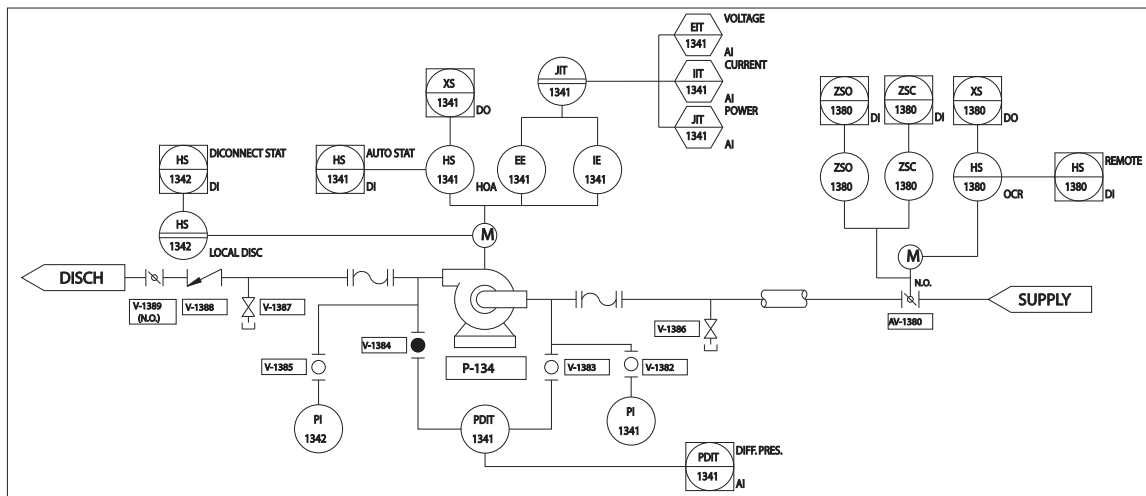 EIT
1341
VOLTAGE
AI
IIT
1341
CURRENT
AI
JIT
1341
POWER
AI
JIT
1341
XS
1341
DO
ZSO
1380
DI
ZSC
1380
DI
XS
1380
DO
HS
1342
DICONNECT STAT
DI
HS
1341
AUTO STAT
DI
HS
1341
HOA
EE
1341
IE
1341
ZSO
1380
ZSC
1380
HS
1380
OCR
HS
1380
REMOTE
DI
HS
1342
LOCAL DISC
M
M
N.O.
DISCH
SUPPLY
V-1389
(N.O.)
V-1388
V-1387
V-1386
AV-1380
V-1384
V-1385
P-134
V-1383
V-1382
PI
1342
PDIT
1341
PI
1341
PDIT
1341
DIFF. PRES.
AI